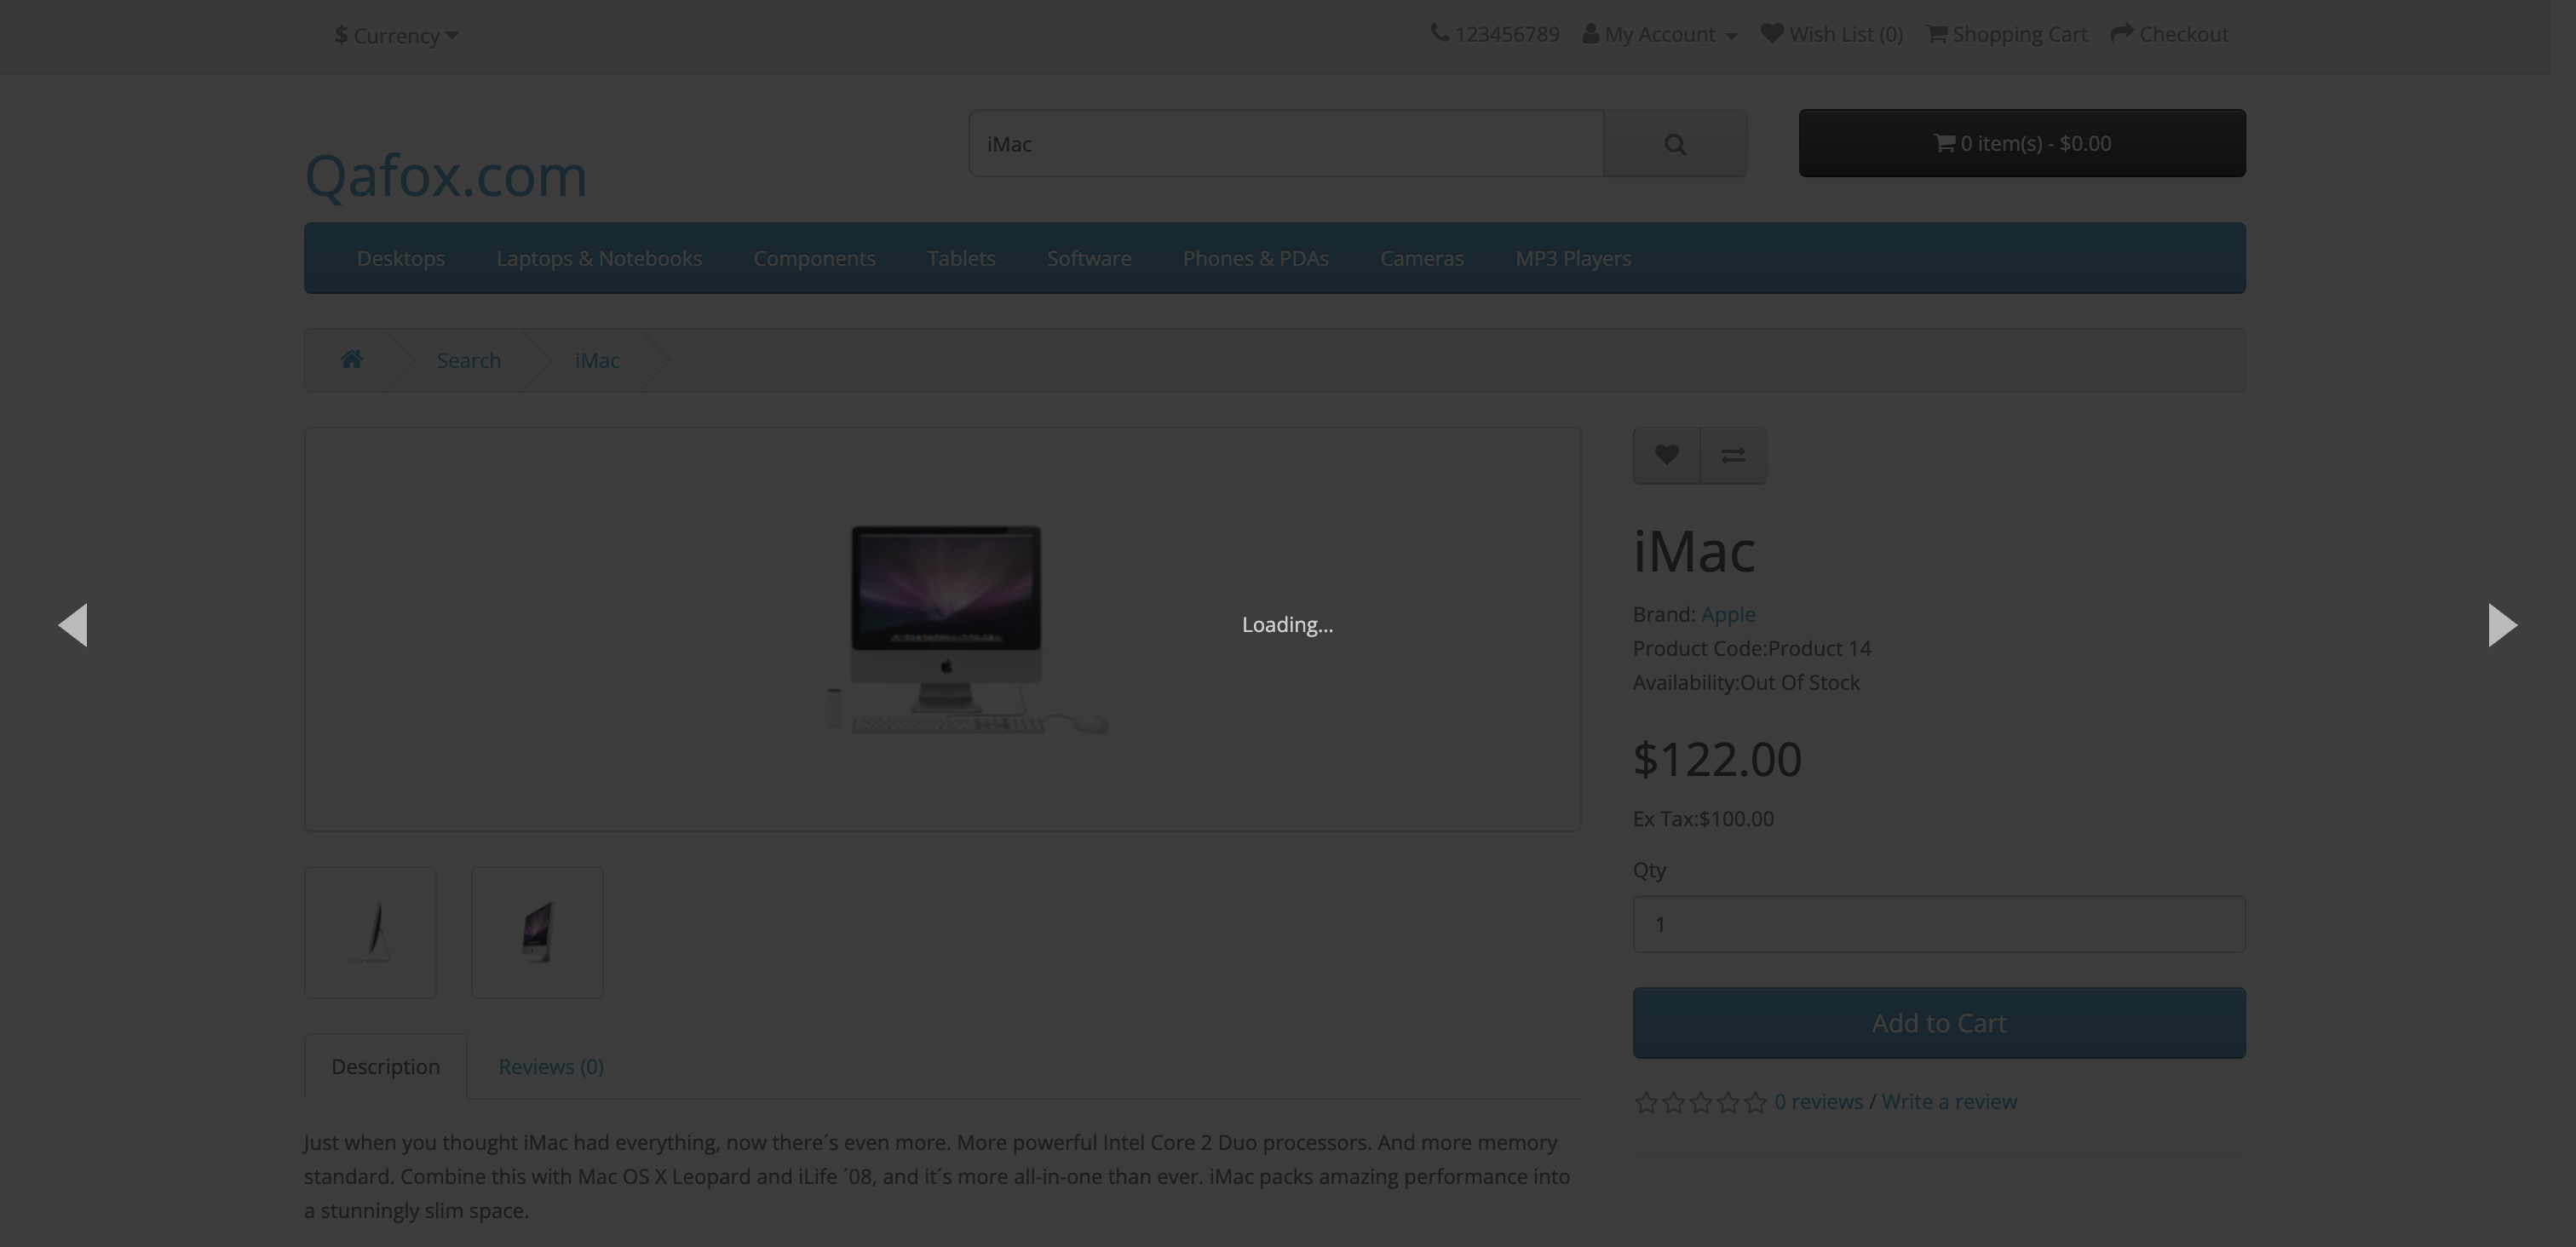 $ Currency
123456789 My Account Wish List (0) Shopping Cart Checkout
Qafox.com
iMac
0 item(s) - $0.00
Desktops Laptops & Notebooks Components Tablets Software Phones & PDAs Cameras MP3 Players
Search iMac
iMac
Brand: Apple
Product Code:Product 14
Availability:Out Of Stock
$122.00
Ex Tax:$100.00
Qty
1
Add to Cart
0 reviews / Write a review
Loading...
Description Reviews (0)
Just when you thought iMac had everything, now there´s even more. More powerful Intel Core 2 Duo processors. And more memory
standard. Combine this with Mac OS X Leopard and iLife ´08, and it´s more all-in-one than ever. iMac packs amazing performance into
a stunningly slim space.